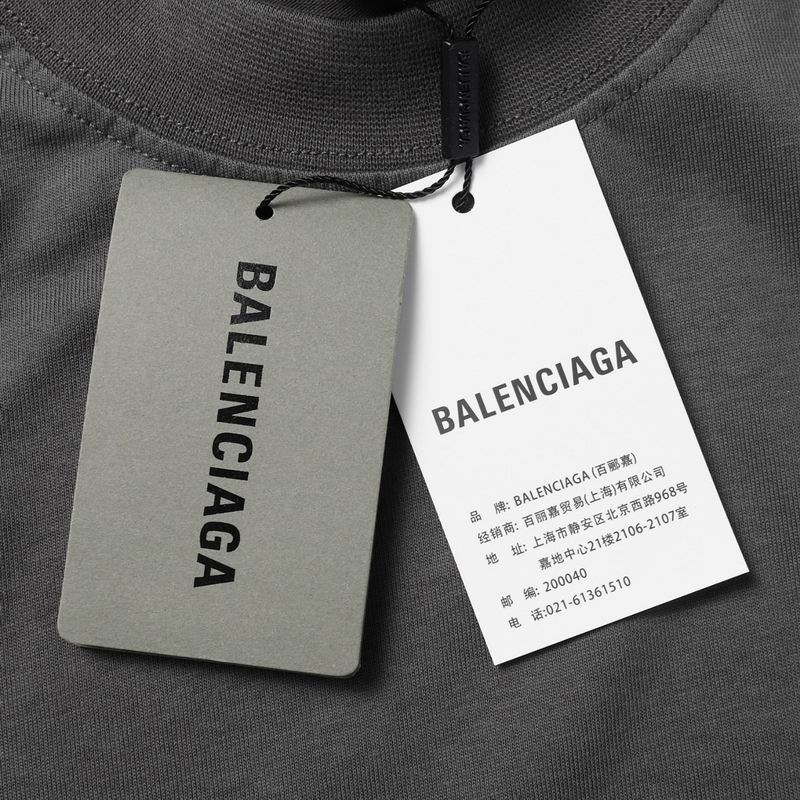 BALENCIAGA
BALENCIAGA
品 牌: BALENCIAGA (百郦嘉)
经销商: 百丽嘉贸易(上海)有限公司
地 址: 上海市静安区北京西路968号
嘉地中心21楼2106-2107室
邮 编: 200040
电 话:021-61361510